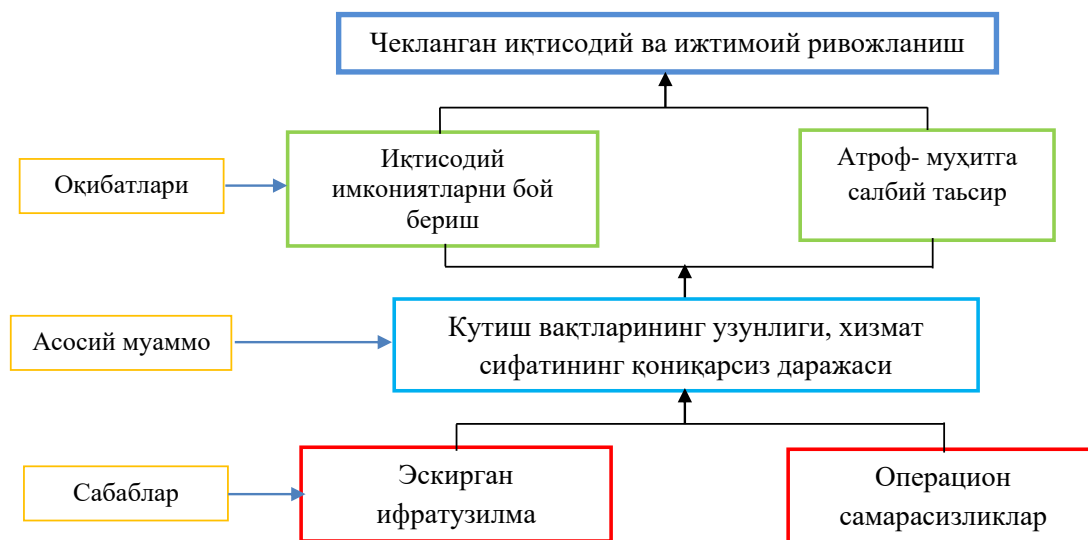 Чекланган иқтисодий ва ижтимоий ривожланиш
Оқибатлари
Иқтисодий
имкониятларни бой
бериш
Атроф- муҳитга
салбий таьсир
Асосий муаммо
Кутиш вақтларининг узунлиги, хизмат
сифатининг қониқарсиз даражаси
Сабаблар
Эскирган
ифратузилма
Операцион
самарасизликлар